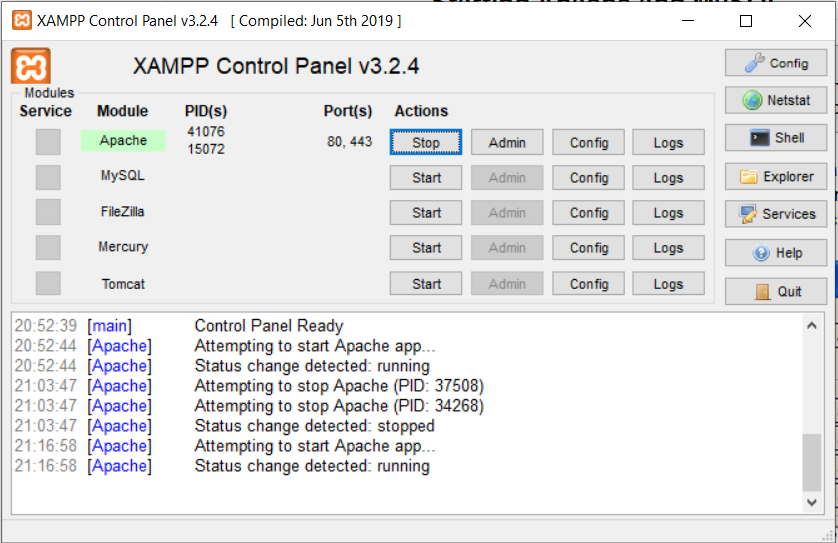 XAMPP Control Panel v3.2.4 [ Compiled: Jun 5th 2019 ]
XAMPP Control Panel v3.2.4
Config
Modules
Service Module PID(s) Port(s) Actions
Netstat
Apache 41076 15072 80, 443 Stop Admin Config Logs
Shell
MySQL Start Admin Config Logs
Explorer
FileZilla Start Admin Config Logs
Services
Mercury Start Admin Config Logs
Help
Tomcat Start Admin Config Logs
Quit
20:52:39 [main] Control Panel Ready
20:52:44 [Apache] Attempting to start Apache app...
20:52:44 [Apache] Status change detected: running
21:03:47 [Apache] Attempting to stop Apache (PID: 37508)
21:03:47 [Apache] Attempting to stop Apache (PID: 34268)
21:03:47 [Apache] Status change detected: stopped
21:16:58 [Apache] Attempting to start Apache app...
21:16:58 [Apache] Status change detected: running